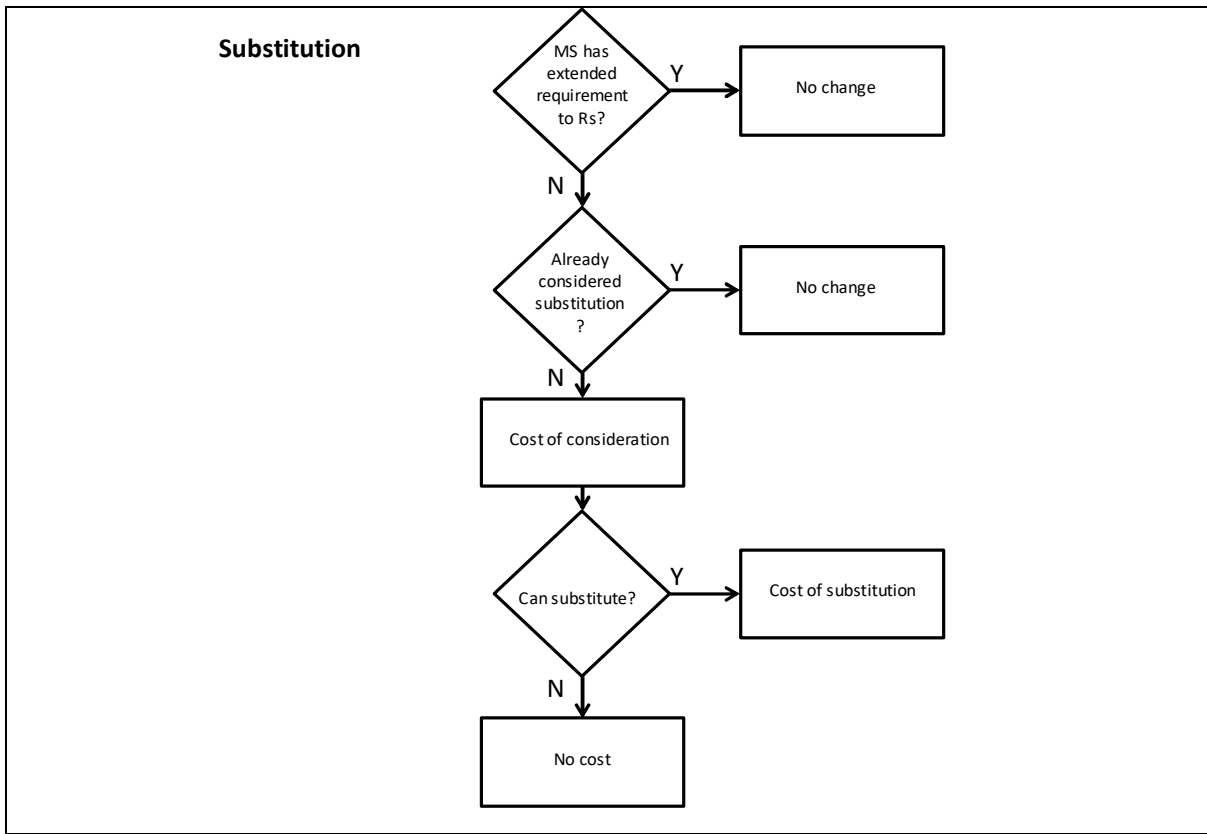 Substitution
MS has
extended
requirement
to Rs?
Y
No change
N
Already
considered
substitution
?
Y
No change
N
Cost of consideration
Can substitute?
Y
Cost of substitution
N
No cost